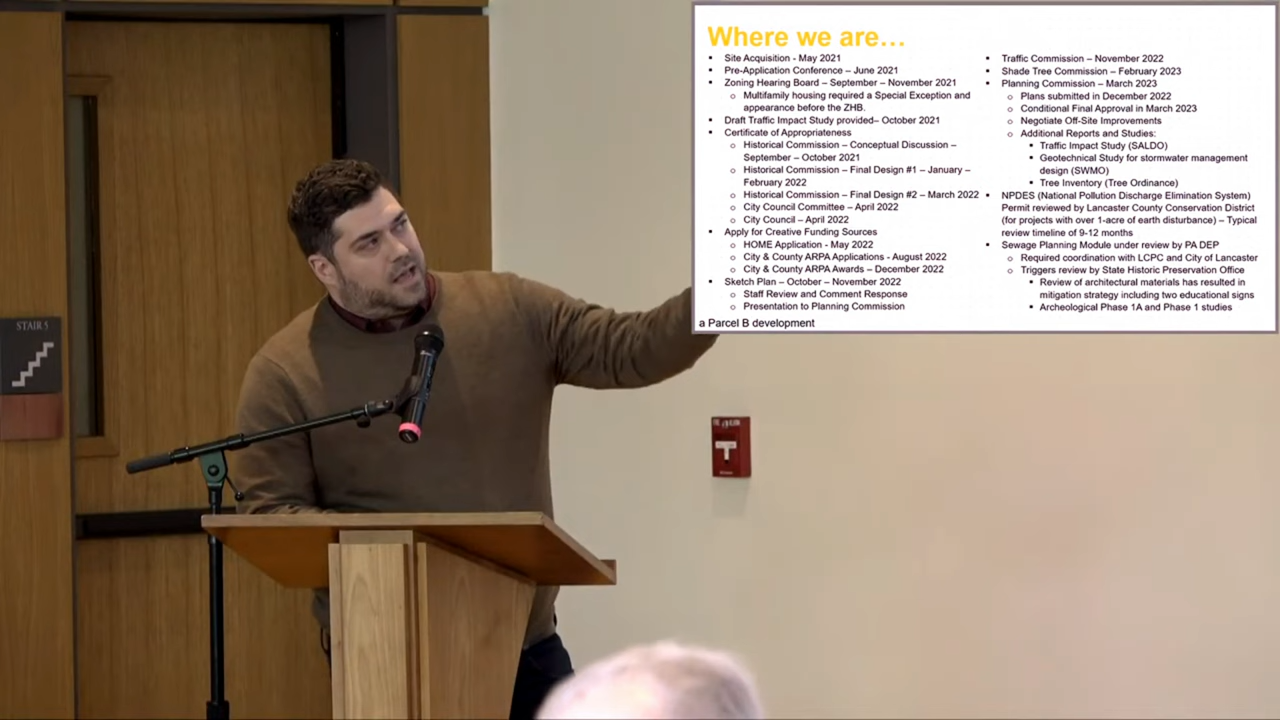 Where we are…
▪ Site Acquisition - May 2021
▪ Pre-Application Conference – June 2021
▪ Zoning Hearing Board – September – November 2021
o Multifamily housing required a Special Exception and
appearance before the ZHB.
▪ Draft Traffic Impact Study provided– October 2021
▪ Certificate of Appropriateness
o Historical Commission – Conceptual Discussion –
September – October 2021
o Historical Commission – Final Design #1 – January –
February 2022
o Historical Commission – Final Design #2 – March 2022
o City Council Committee – April 2022
o City Council – April 2022
▪ Apply for Creative Funding Sources
o HOME Application - May 2022
o City & County ARPA Applications - August 2022
o City & County ARPA Awards – December 2022
▪ Sketch Plan – October – November 2022
o Staff Review and Comment Response
o Presentation to Planning Commission
a Parcel B development
▪ Traffic Commission – November 2022
▪ Shade Tree Commission – February 2023
▪ Planning Commission – March 2023
o Plans submitted in December 2022
o Conditional Final Approval in March 2023
o Negotiate Off-Site Improvements
o Additional Reports and Studies:
▪ Traffic Impact Study (SALDO)
▪ Geotechnical Study for stormwater management
design (SWMO)
▪ Tree Inventory (Tree Ordinance)
▪ NPDES (National Pollution Discharge Elimination System)
Permit reviewed by Lancaster County Conservation District
(for projects with over 1-acre of earth disturbance) – Typical
review timeline of 9-12 months
▪ Sewage Planning Module under review by PA DEP
o Required coordination with LCPC and City of Lancaster
o Triggers review by State Historic Preservation Office
▪ Review of architectural materials has resulted in
mitigation strategy including two educational signs
▪ Archeological Phase 1A and Phase 1 studies
STAIR 5